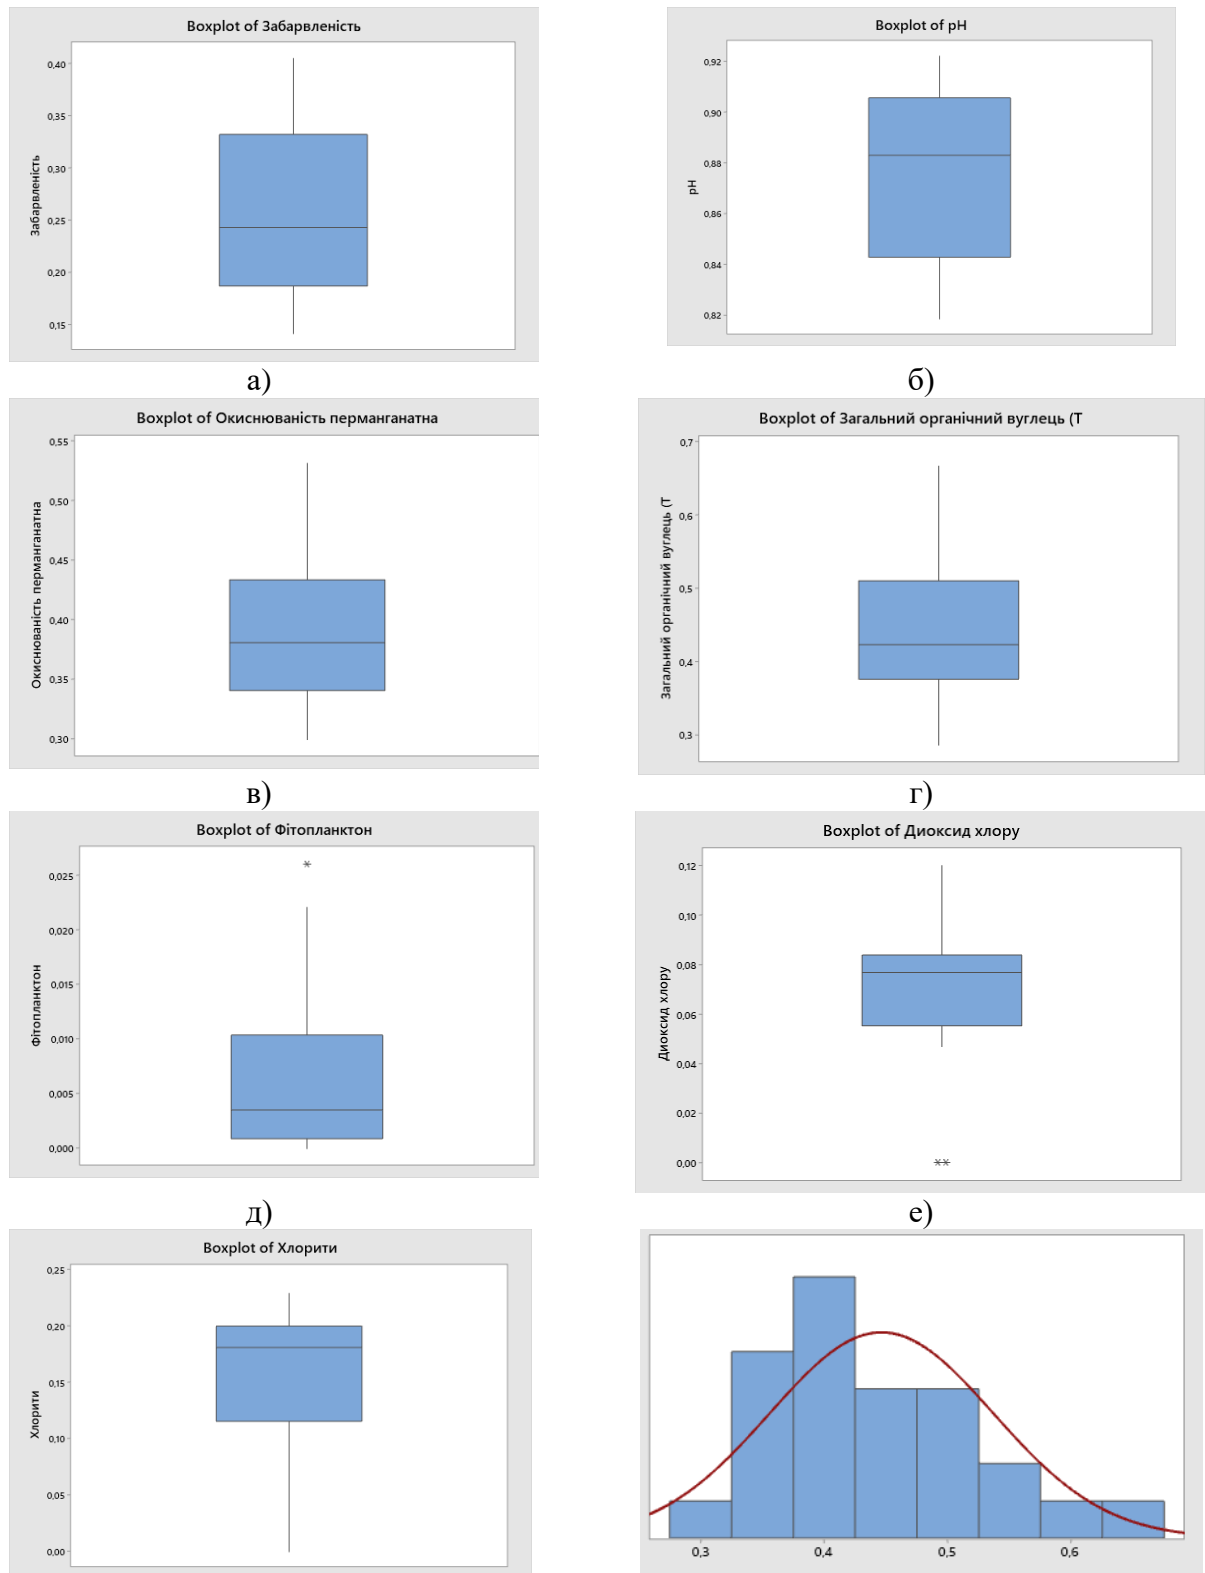 Boxplot of Забарвленість
0,40
0,35
0,30
0,25
0,20
0,15
Забарвленість
а)
Boxplot of pH
0,92
0,90
0,88
0,86
0,84
0,82
pH
б)
Boxplot of Окиснюваність перманганатна
0,55
0,50
0,45
0,40
0,35
0,30
Окиснюваність перманганатна
в)
Boxplot of Загальний органічний вуглець (Т
0,7
0,6
0,5
0,4
0,3
Загальний органічний вуглець (Т
г)
Boxplot of Фітопланктон
0,025
0,020
0,015
0,010
0,005
0,000
Фітопланктон
д)
Boxplot of Диоксид хлору
0,12
0,10
0,08
0,06
0,04
0,02
0,00
Диоксид хлору
е)
Boxplot of Хлорити
0,25
0,20
0,15
0,10
0,05
0,00
Хлорити
0,3 0,4 0,5 0,6